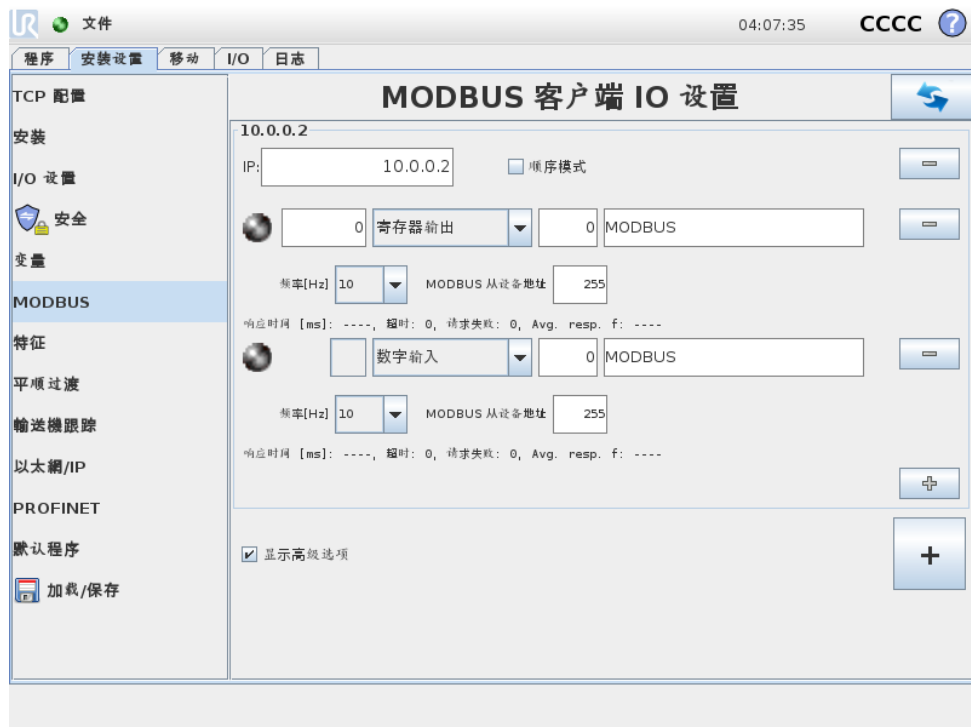 UR 文件 04:07:35 CCCC ?
程序 安装设置 移动 I/O 日志
TCP 配置
安装
I/O 设置
安全
变量
MODBUS
特征
平顺过渡
輸送機跟踪
以太網/IP
PROFINET
默认程序
加载/保存
MODBUS 客户端 IO 设置
10.0.0.2
IP: 10.0.0.2 顺序模式
0 寄存器输出 0 MODBUS
频率[Hz] 10 MODBUS 从设备地址 255
响应时间 [ms]: ----, 超时: 0, 请求失败: 0, Avg. resp. f: ----
数字输入 0 MODBUS
频率[Hz] 10 MODBUS 从设备地址 255
响应时间 [ms]: ----, 超时: 0, 请求失败: 0, Avg. resp. f: ----
显示高级选项